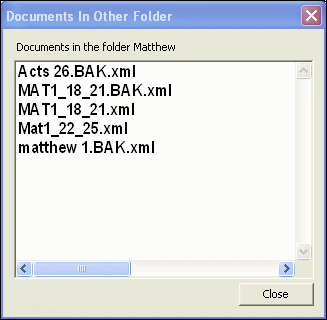 Documents In Other Folder
Documents in the folder Matthew
Acts 26.BAK.xml
MAT1_18_21.BAK.xml
MAT1_18_21.xml
Mat1_22_25.xml
matthew 1.BAK.xml
Close